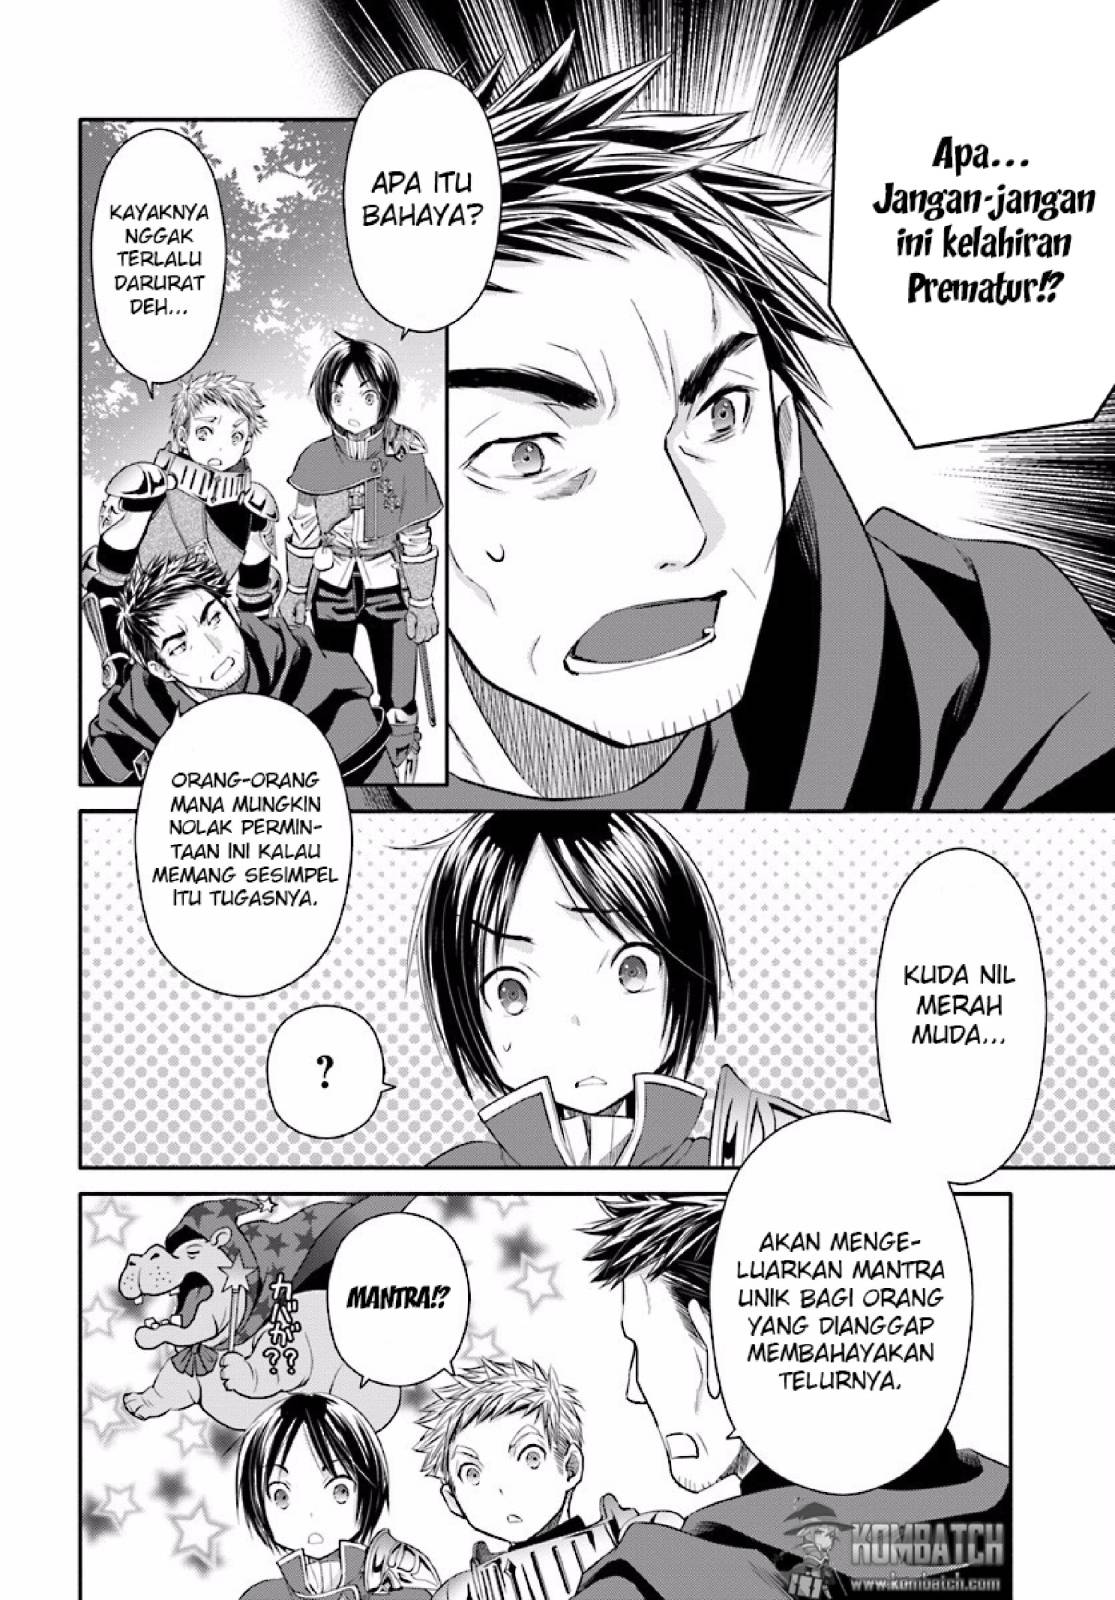 Apa...
Jangan-jangan
ini kelahiran
Prematur!?
APA ITU
BAHAYA?
KAYAKNYA
NGGAK
TERLALU
DARURAT
DEH...
KUDA NIL
MERAH
MUDA...
ORANG-ORANG
MANA MUNGKIN
NOLAK PERMIN-
TAAN INI KALAU
MEMANG SESIMPEL
ITU TUGASNYA.
?
AKAN MENGE-
LUARKAN MANTRA
UNIK BAGI ORANG
YANG DIANGGAP
MEMBAHAYAKAN
TELURNYA.
MANTRA!?
カバが??
KOMBATCH
www.kombatch.com